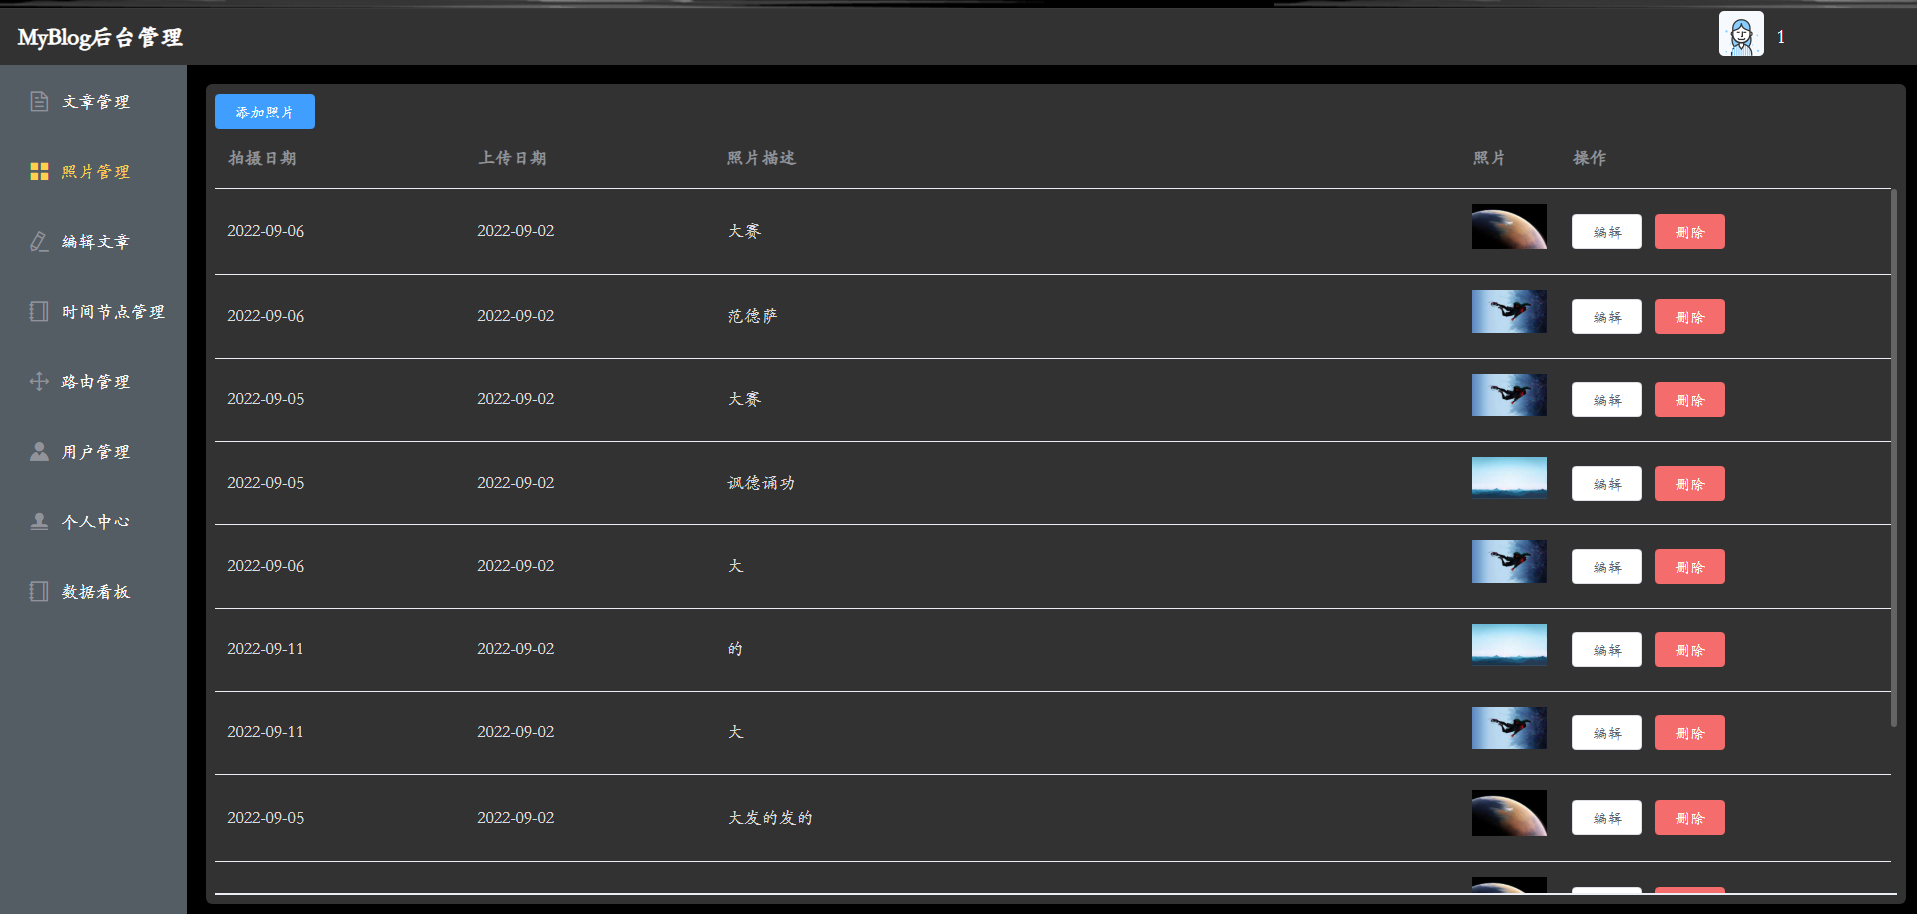 MyBlog后台管理
1
文章管理
照片管理
编辑文章
时间节点管理
路由管理
用户管理
个人中心
数据看板
添加照片
拍摄日期 上传日期 照片描述 照片 操作
2022-09-06 2022-09-02 大赛 编辑 删除
2022-09-06 2022-09-02 范德萨 编辑 删除
2022-09-05 2022-09-02 大赛 编辑 删除
2022-09-05 2022-09-02 讽德诵功 编辑 删除
2022-09-06 2022-09-02 大 编辑 删除
2022-09-11 2022-09-02 的 编辑 删除
2022-09-11 2022-09-02 大 编辑 删除
2022-09-05 2022-09-02 大发的发的 编辑 删除